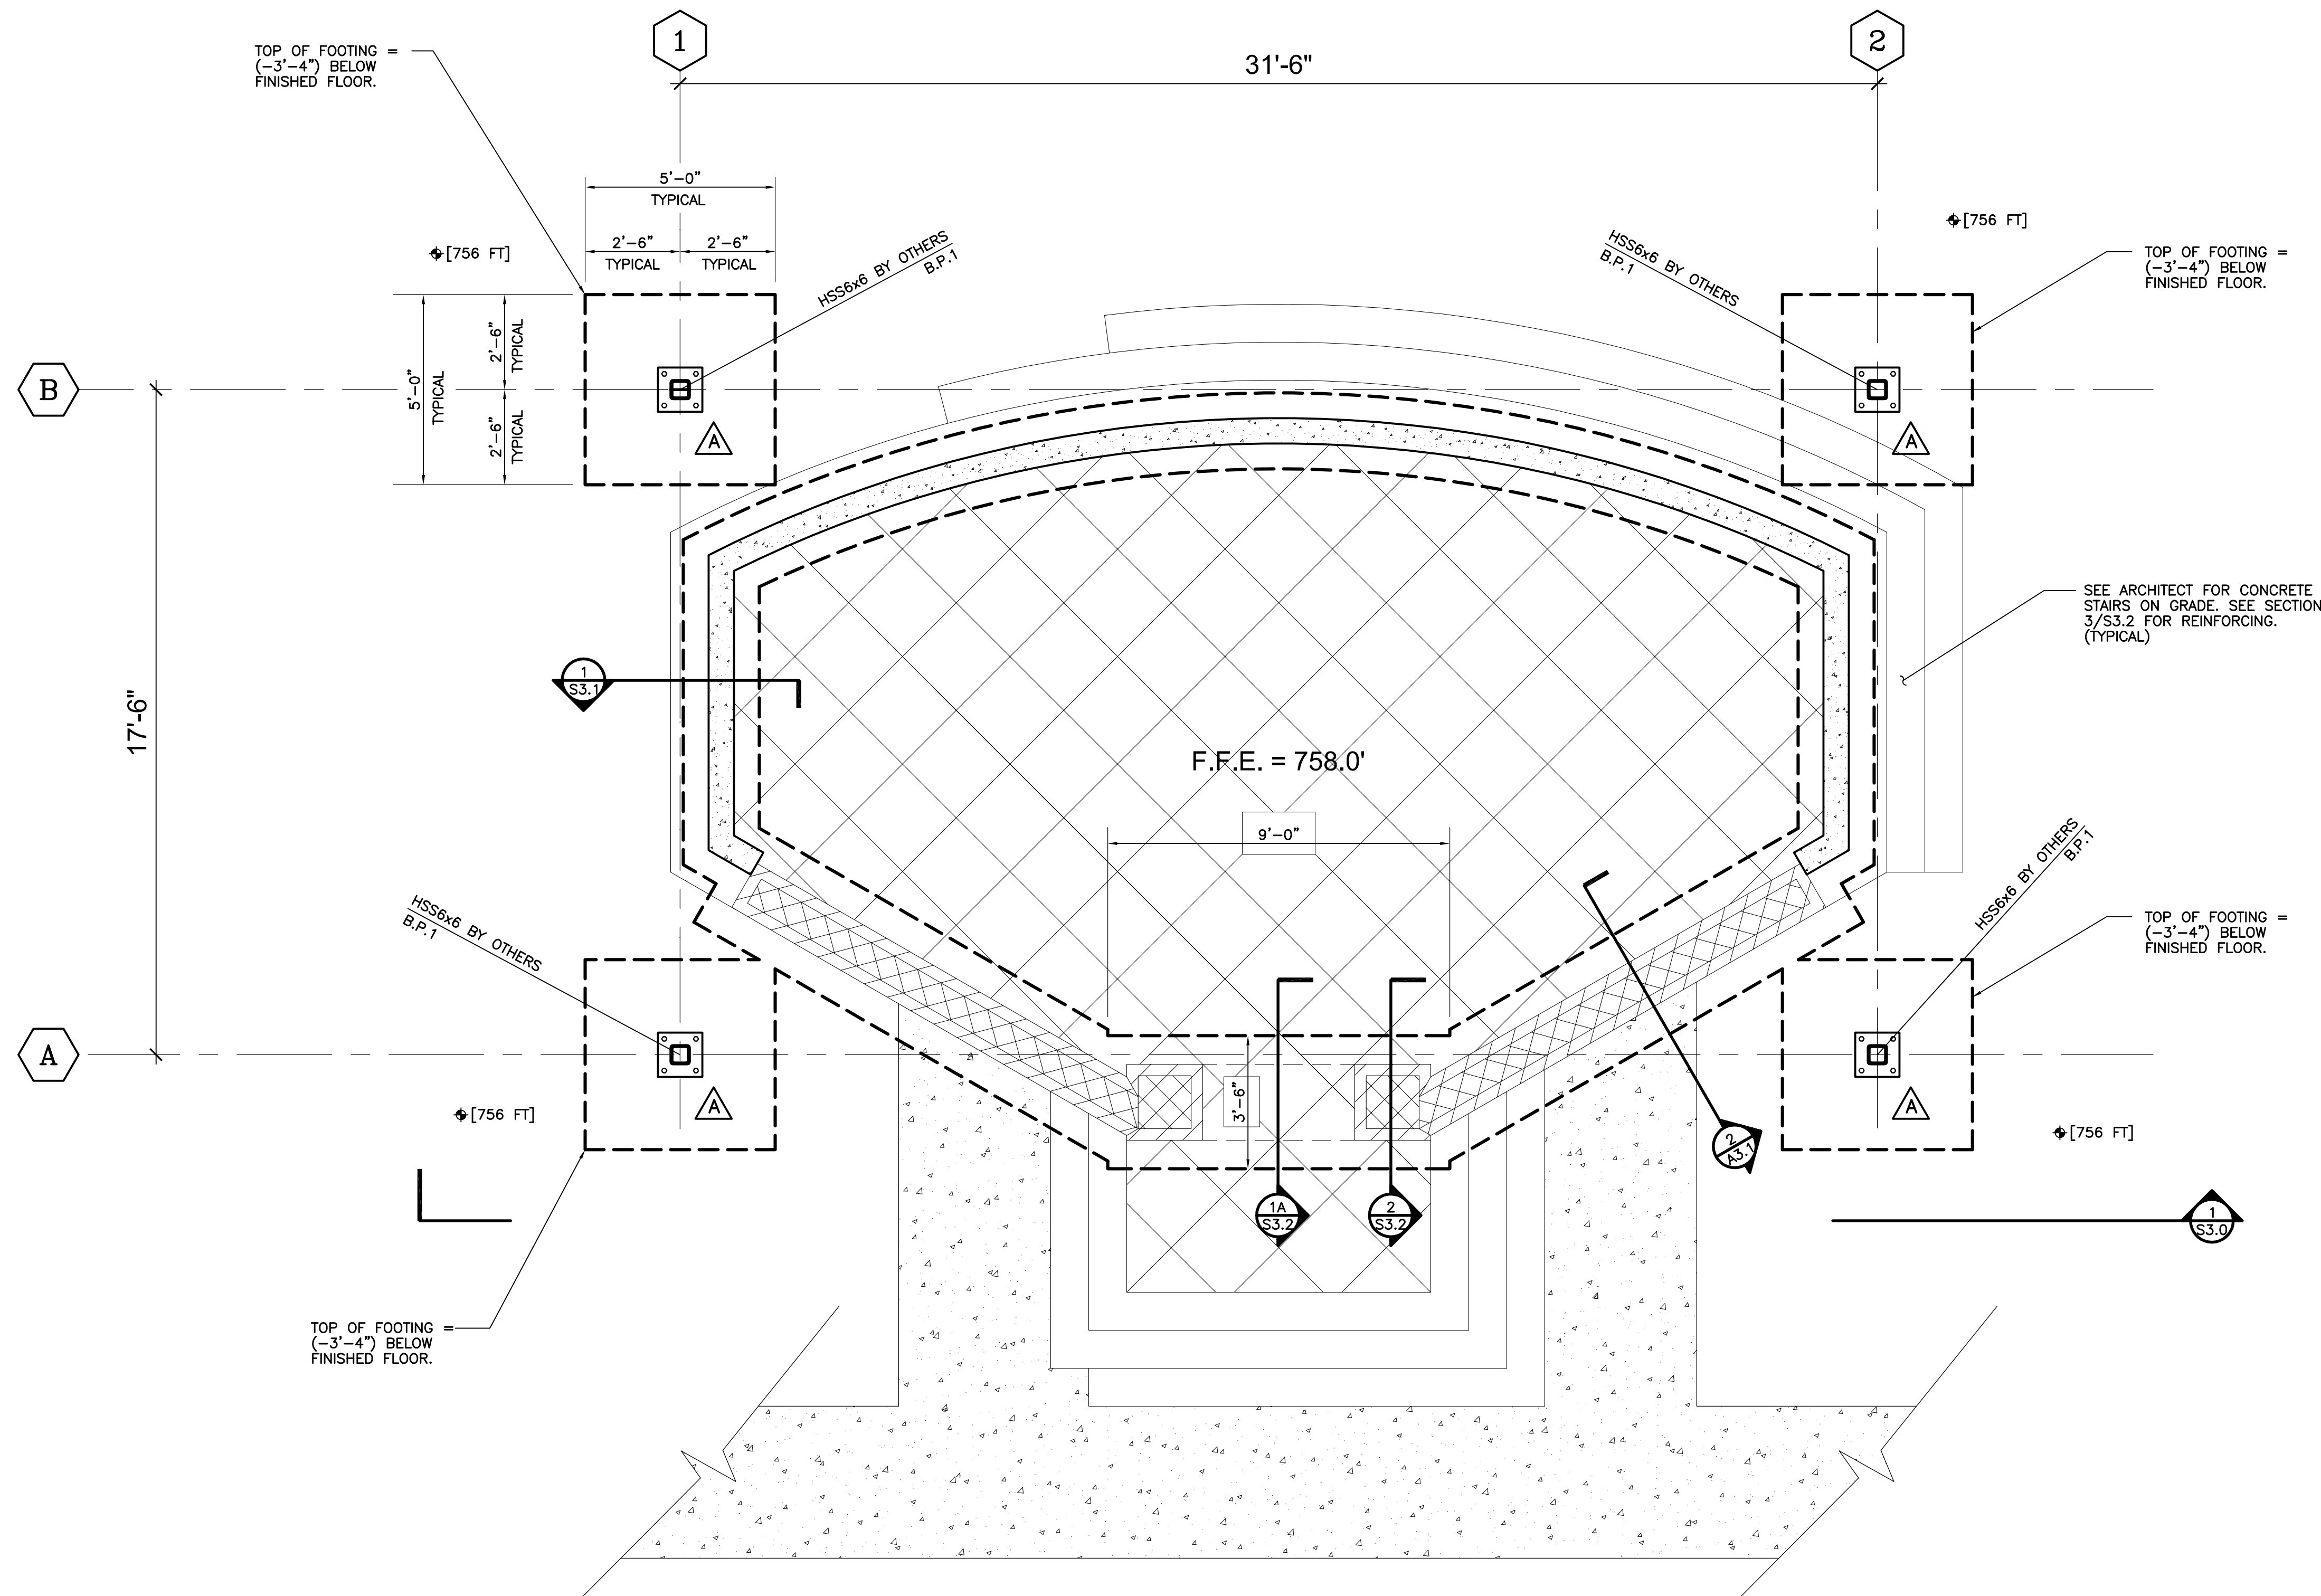 1
2
31'-6"
TOP OF FOOTING =
(-3'-4") BELOW
FINISHED FLOOR.
5'-0"
TYPICAL
2'-6"
TYPICAL
2'-6"
TYPICAL
[756 FT]
HSS6x6 BY OTHERS
B.P.1
HSS6x6 BY OTHERS
B.P.1
[756 FT]
TOP OF FOOTING =
(-3'-4") BELOW
FINISHED FLOOR.
5'-0"
TYPICAL
2'-6"
TYPICAL
2'-6"
TYPICAL
B
A
A
17'-6"
1
S3.1
SEE ARCHITECT FOR CONCRETE
STAIRS ON GRADE. SEE SECTION
3/S3.2 FOR REINFORCING.
(TYPICAL)
F.F.E. = 758.0'
9'-0"
HSS6x6 BY OTHERS
B.P.1
HSS6x6 BY OTHERS
B.P.1
TOP OF FOOTING =
(-3'-4") BELOW
FINISHED FLOOR.
A
A
A
3'-6"
[756 FT]
[756 FT]
2
A3.1
1A
S3.2
2
S3.2
1
S3.0
TOP OF FOOTING =
(-3'-4") BELOW
FINISHED FLOOR.